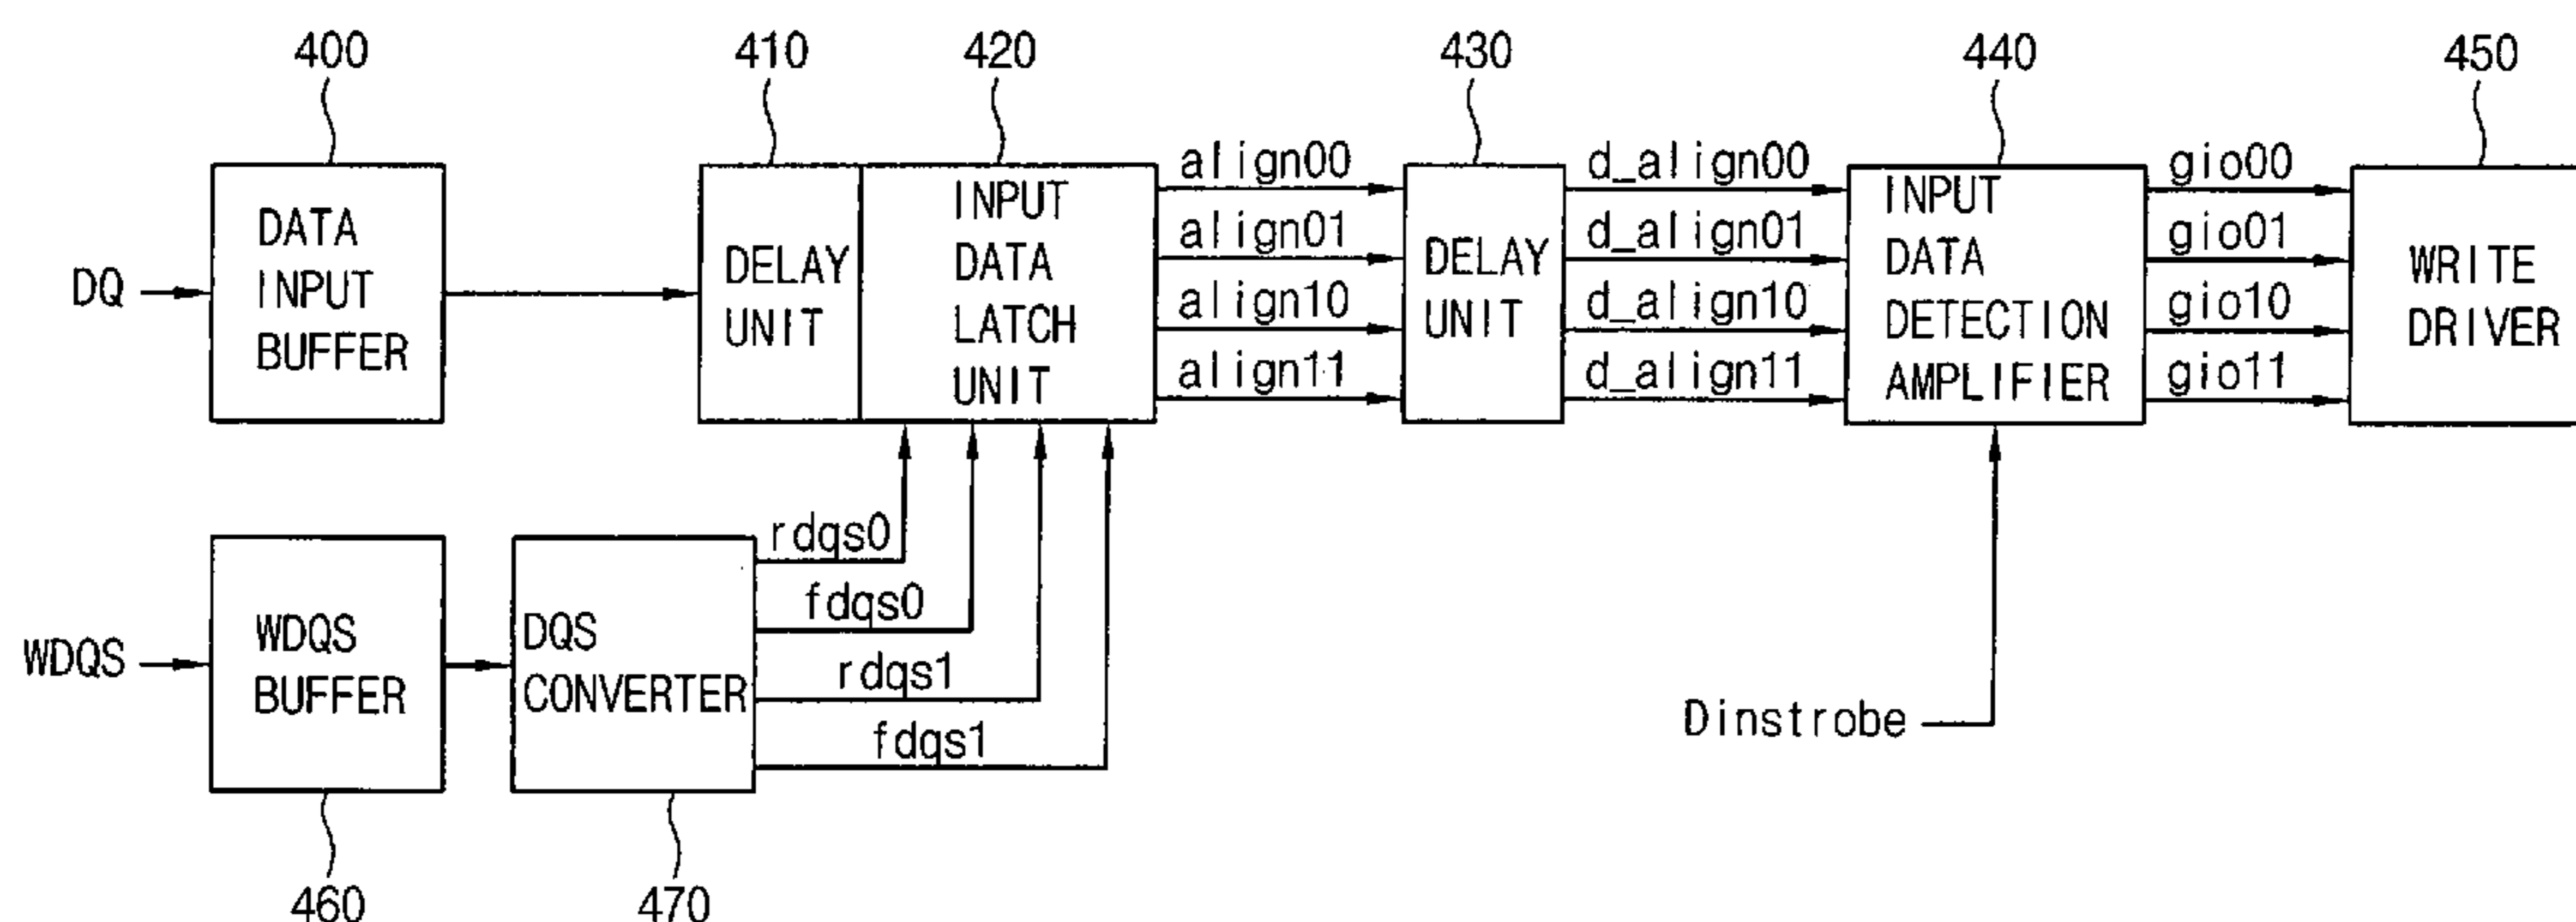 400
410
420
430
440
450
DQ
DATA
INPUT
BUFFER
DELAY
UNIT
INPUT
DATA
LATCH
UNIT
align00
align01
align10
align11
DELAY
UNIT
d_align00
d_align01
d_align10
d_align11
INPUT
DATA
DETECTION
AMPLIFIER
gio00
gio01
gio10
gio11
WRITE
DRIVER
WDQS
WDQS
BUFFER
DQS
CONVERTER
rdqs0
fdqs0
rdqs1
fdqs1
Dinstrobe
460
470